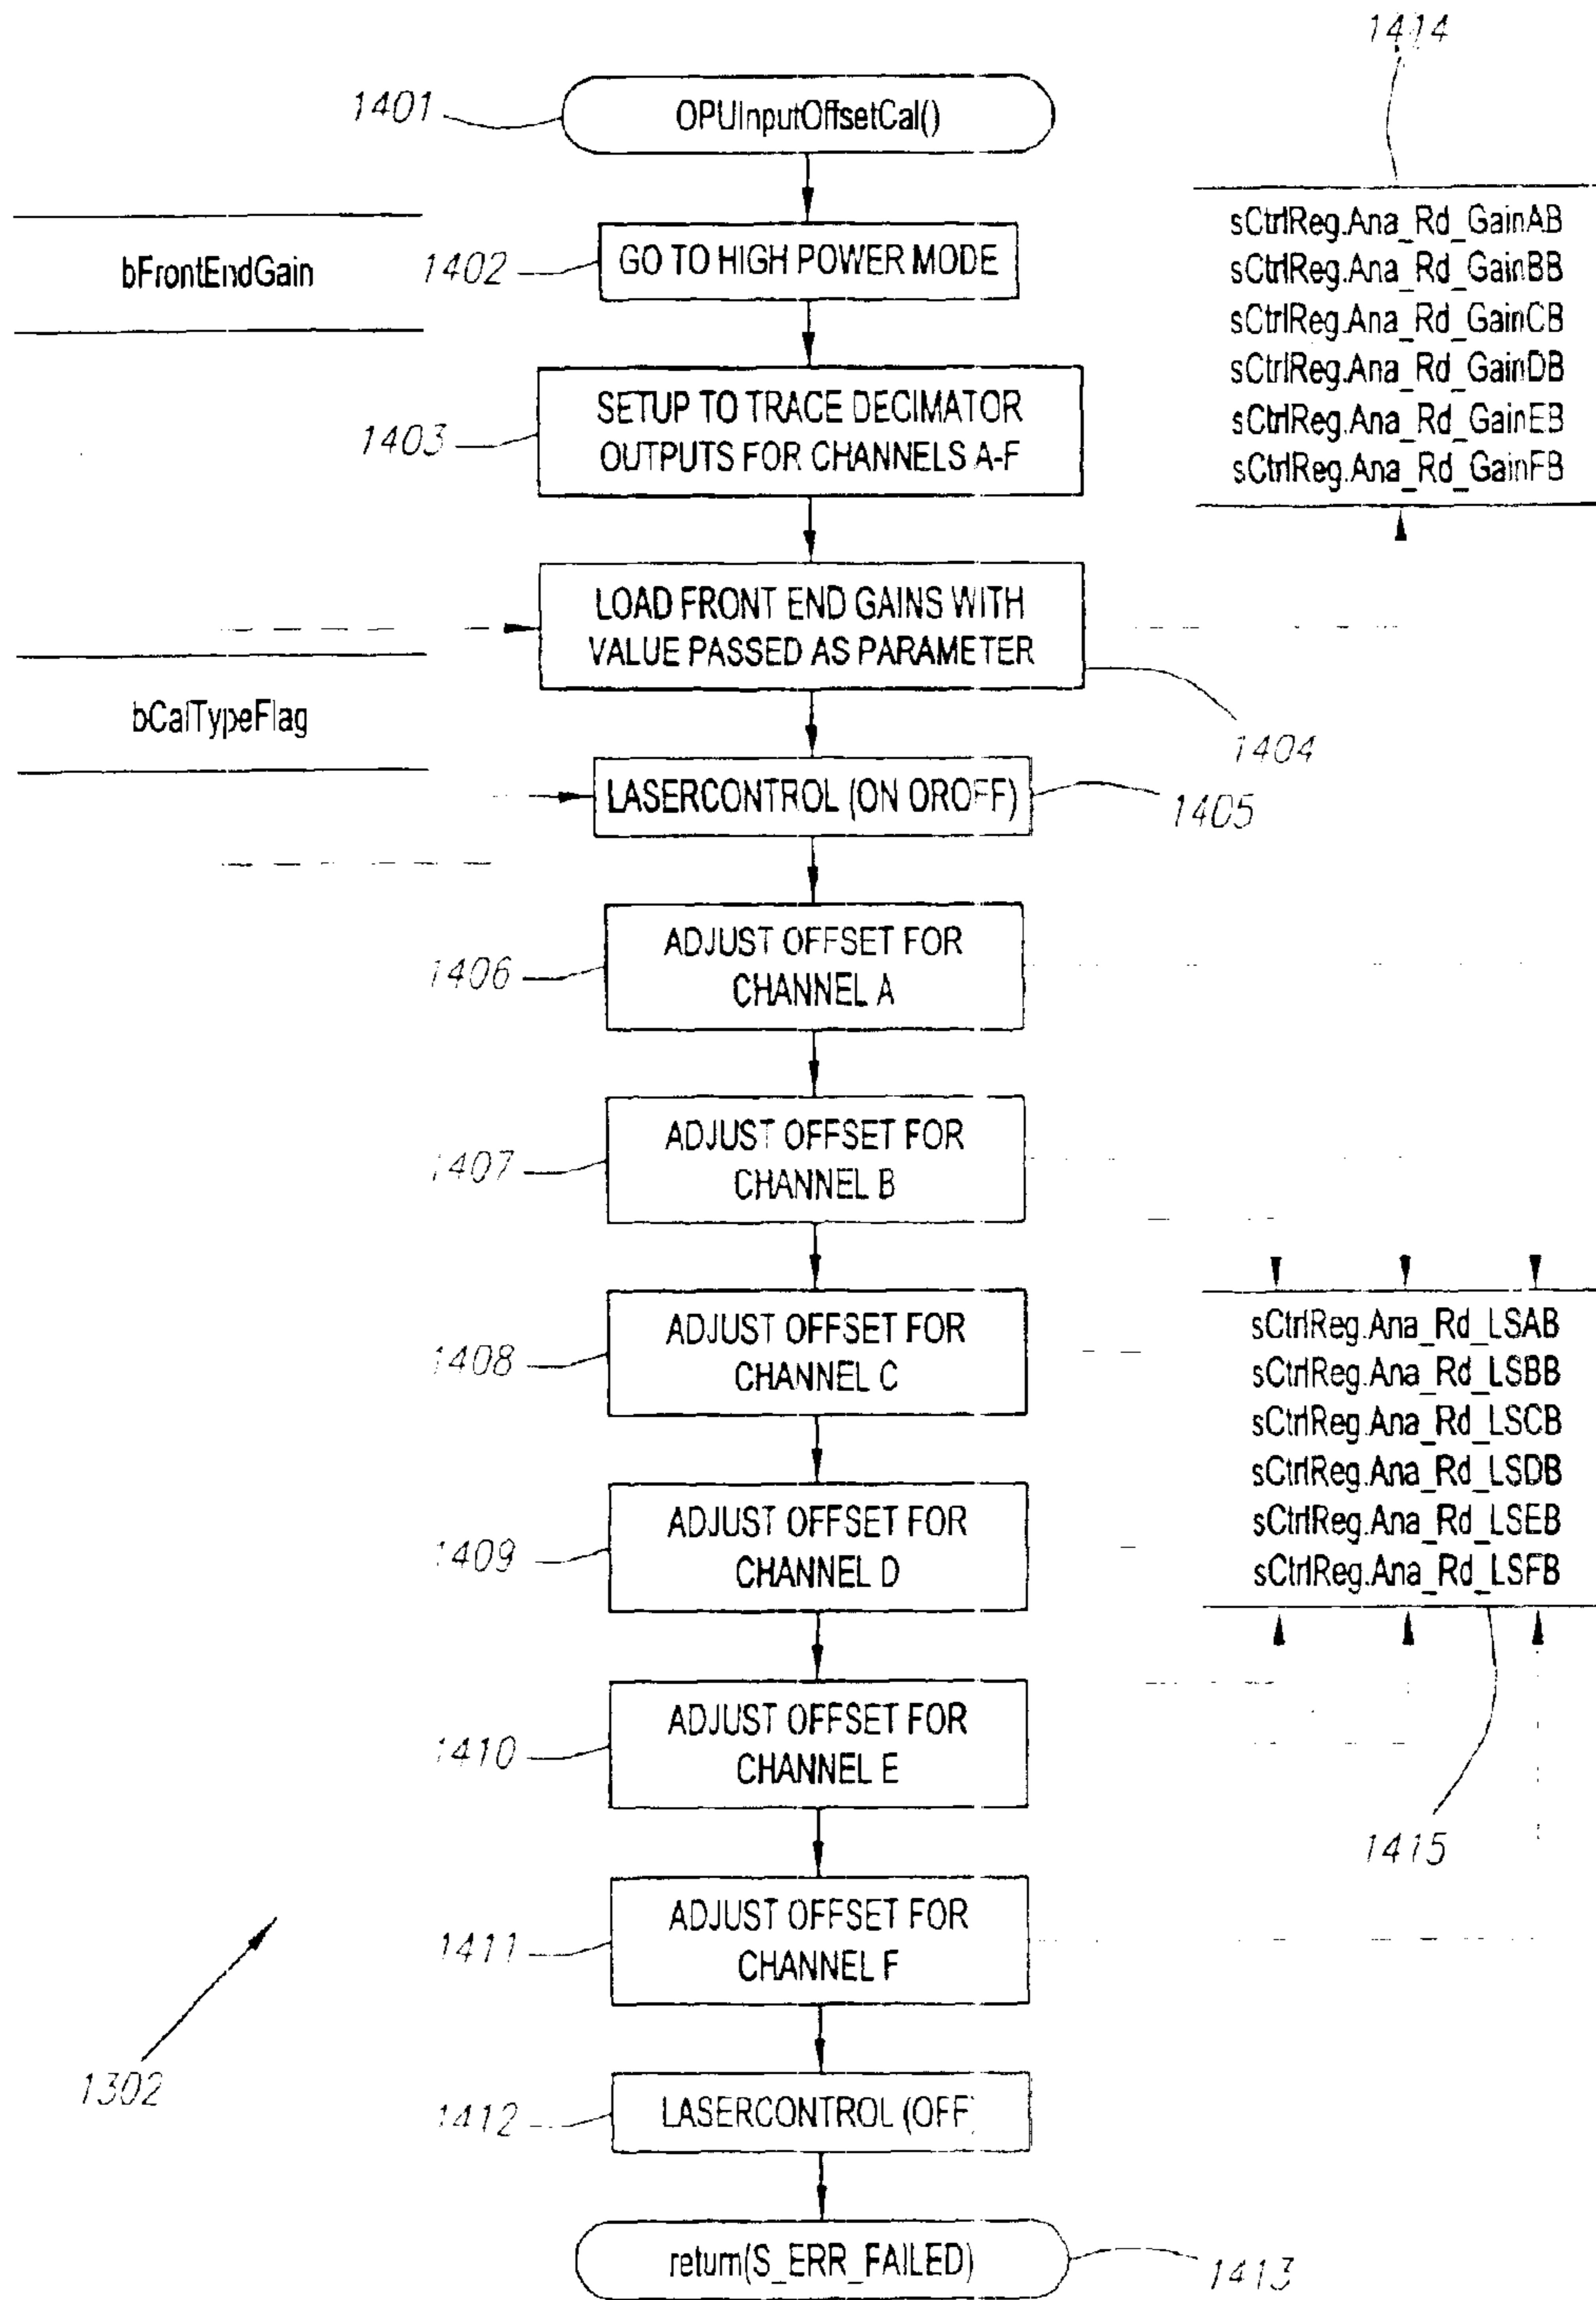 1414
1401
OPUInputOffsetCal()
bFrontEndGain
1402
GO TO HIGH POWER MODE
sCtrlReg.Ana_Rd_GainAB
sCtrlReg.Ana_Rd_GainBB
sCtrlReg.Ana_Rd_GainCB
sCtrlReg.Ana_Rd_GainDB
sCtrlReg.Ana_Rd_GainEB
sCtrlReg.Ana_Rd_GainFB
1403
SETUP TO TRACE DECIMATOR
OUTPUTS FOR CHANNELS A-F
LOAD FRONT END GAINS WITH
VALUE PASSED AS PARAMETER
1404
bCalTypeFlag
LASERCONTROL (ON OROFF)
1405
1406
ADJUST OFFSET FOR
CHANNEL A
1407
ADJUST OFFSET FOR
CHANNEL B
1408
ADJUST OFFSET FOR
CHANNEL C
sCtrlReg.Ana_Rd_LSAB
sCtrlReg.Ana_Rd_LSBB
sCtrlReg.Ana_Rd_LSCB
sCtrlReg.Ana_Rd_LSDB
sCtrlReg.Ana_Rd_LSEB
sCtrlReg.Ana_Rd_LSFB
1409
ADJUST OFFSET FOR
CHANNEL D
1410
ADJUST OFFSET FOR
CHANNEL E
1415
1411
ADJUST OFFSET FOR
CHANNEL F
1302
1412
LASERCONTROL (OFF)
return(S_ERR_FAILED)
1413